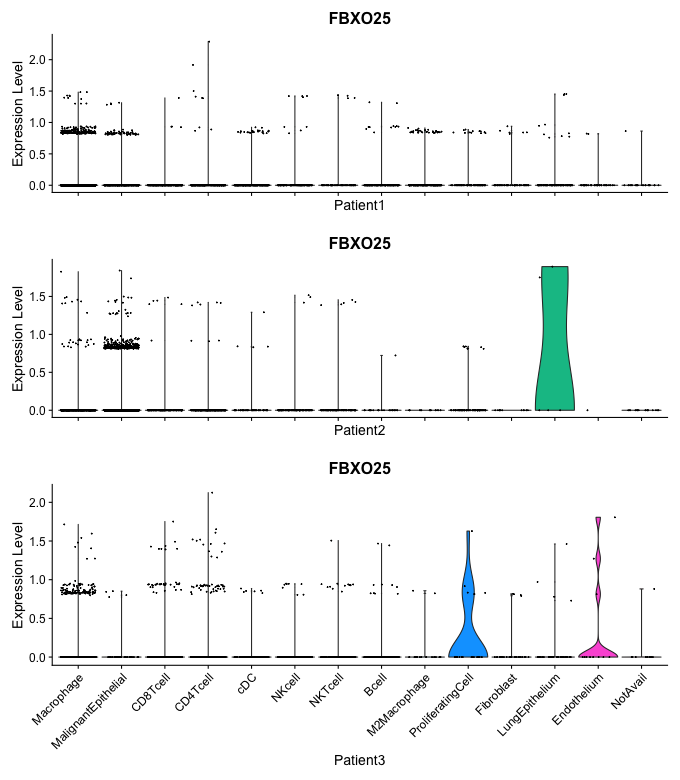 FBXO25
Expression Level
2.0
1.5
1.0
0.5
0.0
Patient1
FBXO25
Expression Level
1.5
1.0
0.5
0.0
Patient2
FBXO25
Expression Level
2.0
1.5
1.0
0.5
0.0
Macrophage
MalignantEpithelial
CD8Tcell
CD4Tcell
cDC
NKcell
NKTcell
Bcell
M2Macrophage
ProliferatingCell
Fibroblast
LungEpithelium
Endothelium
NotAvail
Patient3